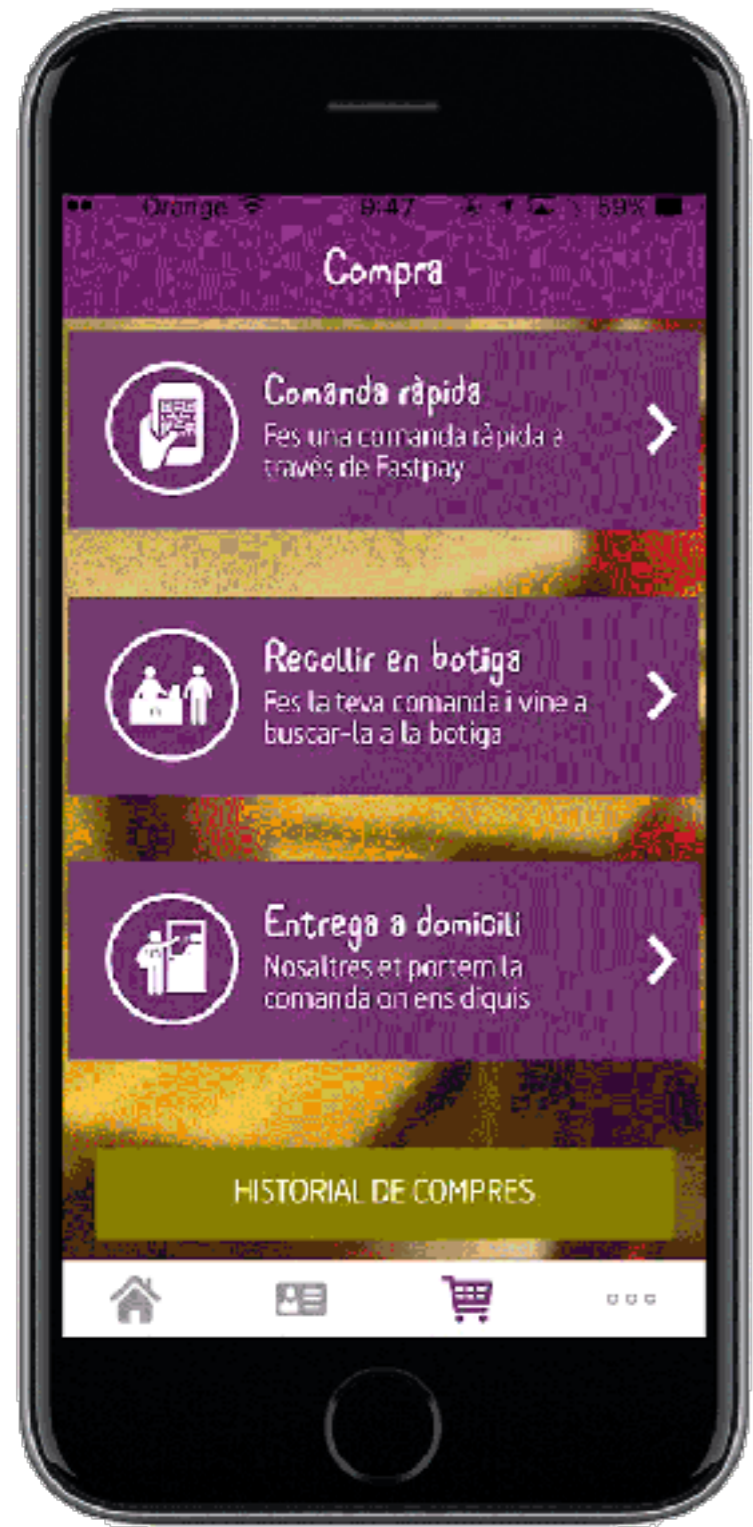 Orange 9:47 59%
Compra
Comanda ràpida
Fes una comanda ràpida a
través de Fastpay
Recollir en botiga
Fes la teva comanda i vine a
buscar-la a la botiga
Entrega a domicili
Nosaltres et portem la
comanda on ens diguis
HISTORIAL DE COMPRES